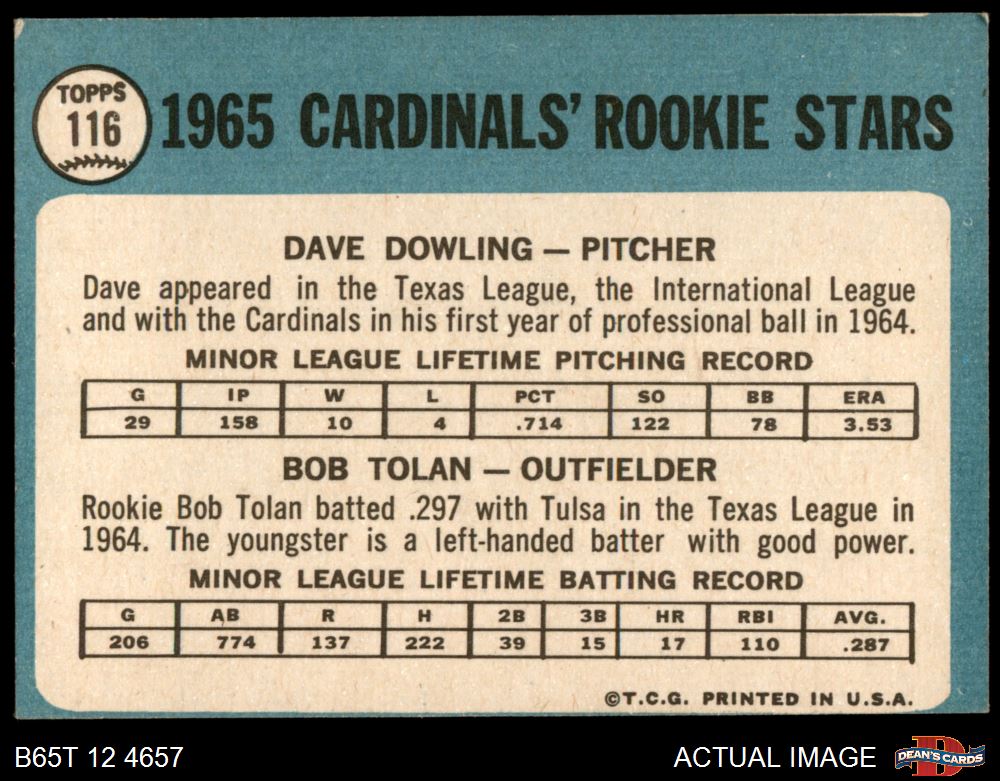 TOPPS
116
1965 CARDINALS' ROOKIE STARS
DAVE DOWLING — PITCHER
Dave appeared in the Texas League, the International League
and with the Cardinals in his first year of professional ball in 1964.
MINOR LEAGUE LIFETIME PITCHING RECORD
G IP W L PCT SO BB ERA
29 158 10 4 .714 122 78 3.53
BOB TOLAN — OUTFIELDER
Rookie Bob Tolan batted .297 with Tulsa in the Texas League in
1964. The youngster is a left-handed batter with good power.
MINOR LEAGUE LIFETIME BATTING RECORD
G AB R H 2B 3B HR RBI AVG.
206 774 137 222 39 15 17 110 .287
©T.C.G. PRINTED IN U.S.A.
B65T 12 4657
ACTUAL IMAGE
D
DEAN'S CARDS